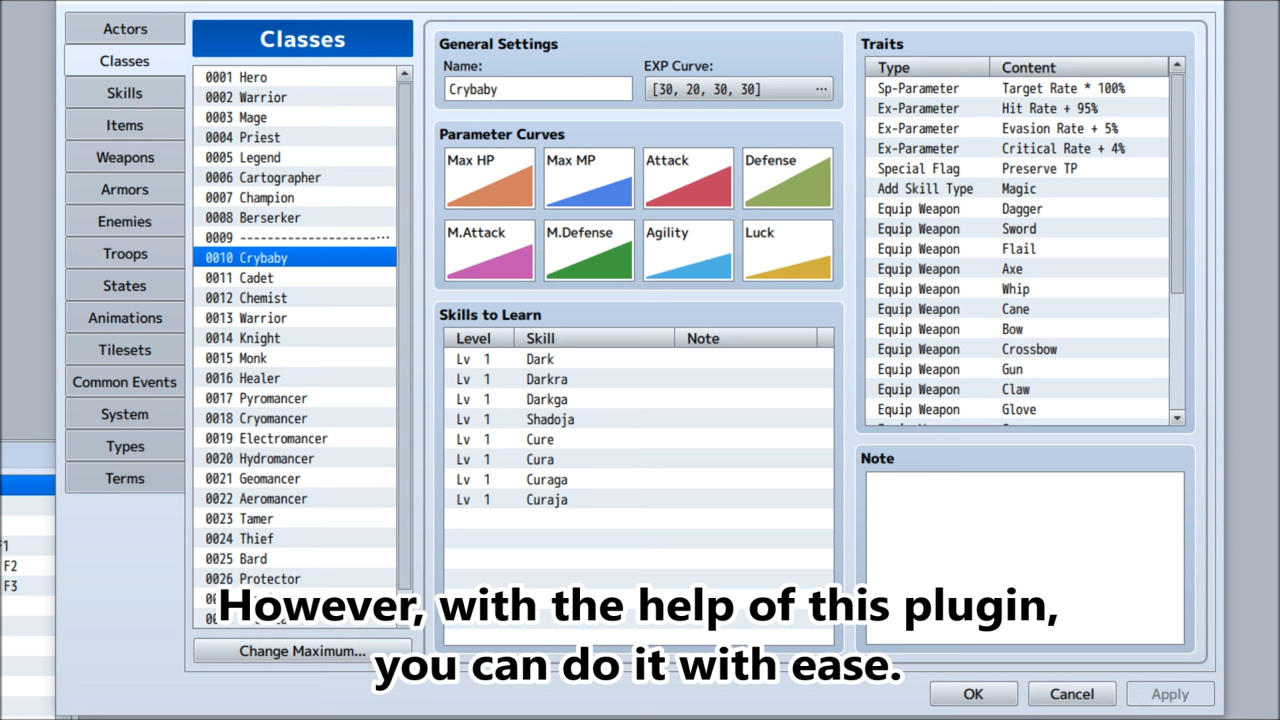 Actors
Classes
Skills
Items
Weapons
Armors
Enemies
Troops
States
Animations
Tilesets
Common Events
System
Types
Terms
F1
F2
F3
Classes
0001 Hero
0002 Warrior
0003 Mage
0004 Priest
0005 Legend
0006 Cartographer
0007 Champion
0008 Berserker
0009 --------------------...
0010 Crybaby
0011 Cadet
0012 Chemist
0013 Warrior
0014 Knight
0015 Monk
0016 Healer
0017 Pyromancer
0018 Cryomancer
0019 Electromancer
0020 Hydromancer
0021 Geomancer
0022 Aeromancer
0023 Tamer
0024 Thief
0025 Bard
0026 Protector
Change Maximum...
General Settings
Name:
EXP Curve:
Crybaby
[30, 20, 30, 30] ...
Parameter Curves
Max HP
Max MP
Attack
Defense
M.Attack
M.Defense
Agility
Luck
Skills to Learn
Level Skill Note
Lv 1 Dark
Lv 1 Darkra
Lv 1 Darkga
Lv 1 Shadoja
Lv 1 Cure
Lv 1 Cura
Lv 1 Curaga
Lv 1 Curaja
Traits
Type Content
Sp-Parameter Target Rate * 100%
Ex-Parameter Hit Rate + 95%
Ex-Parameter Evasion Rate + 5%
Ex-Parameter Critical Rate + 4%
Special Flag Preserve TP
Add Skill Type Magic
Equip Weapon Dagger
Equip Weapon Sword
Equip Weapon Flail
Equip Weapon Axe
Equip Weapon Whip
Equip Weapon Cane
Equip Weapon Bow
Equip Weapon Crossbow
Equip Weapon Gun
Equip Weapon Claw
Equip Weapon Glove
Note
However, with the help of this plugin,
you can do it with ease.
OK
Cancel
Apply